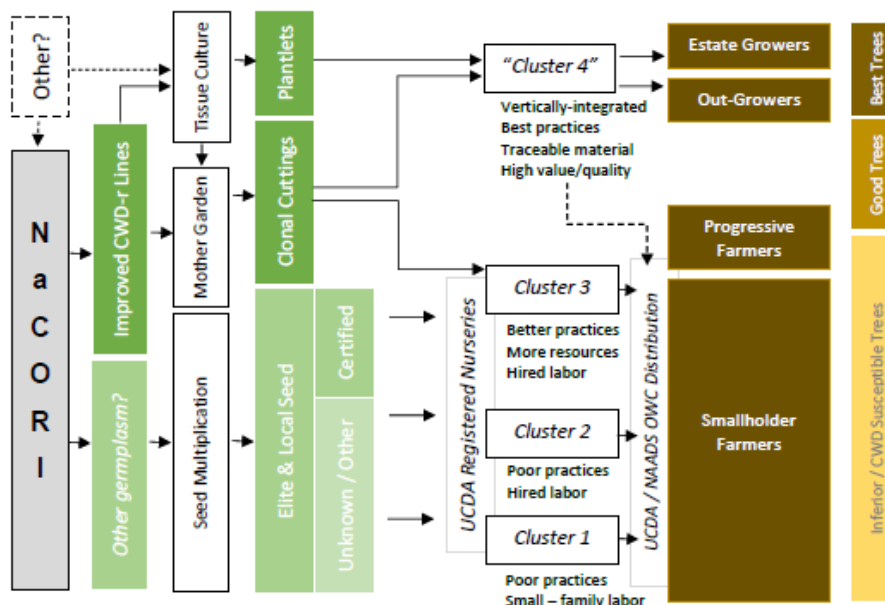 Other?
NaCORI
Improved CWD-r Lines
Other germplasm?
Tissue Culture
Mother Garden
Seed Multiplication
Plantlets
Clonal Cuttings
Elite & Local Seed
Certified
Unknown / Other
UCDA Registered Nurseries
"Cluster 4"
Vertically-integrated
Best practices
Traceable material
High value/quality
Cluster 3
Better practices
More resources
Hired labor
Cluster 2
Poor practices
Hired labor
Cluster 1
Poor practices
Small – family labor
UCDA / NAADS OWC Distribution
Estate Growers
Out-Growers
Progressive
Farmers
Smallholder
Farmers
Best Trees
Good Trees
Inferior / CWD Susceptible Trees